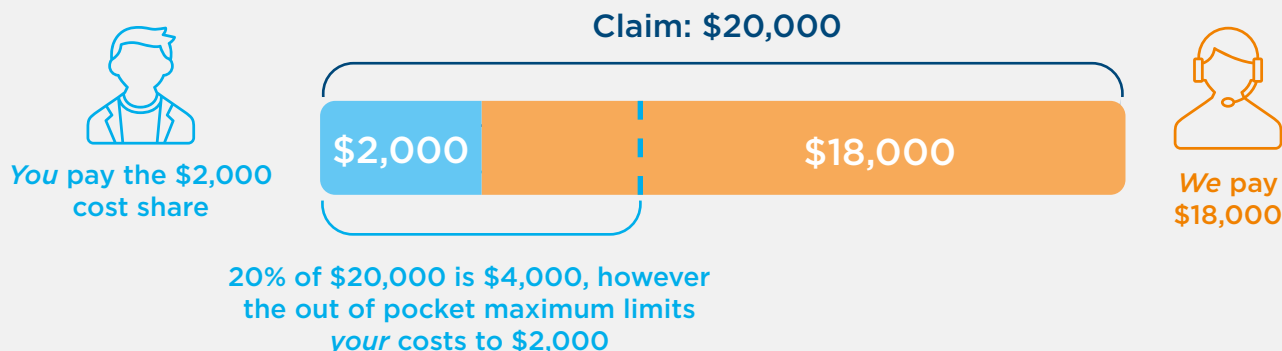 Claim: $20,000
$2,000
$18,000
You pay the $2,000
cost share
We pay
$18,000
20% of $20,000 is $4,000, however
the out of pocket maximum limits
your costs to $2,000